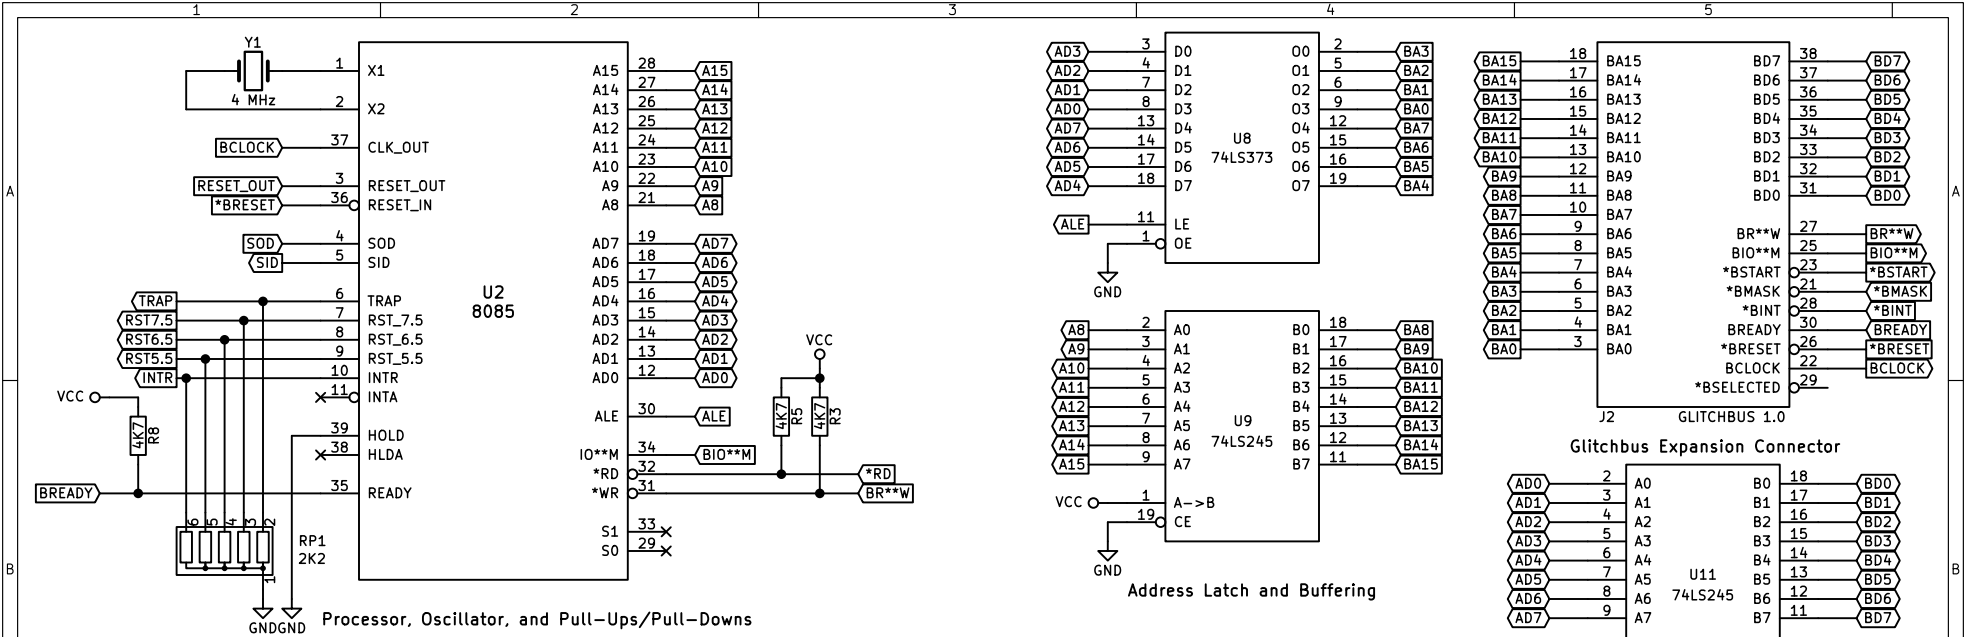 1 2 3 4 5
A
B
A
B
Y1
4 MHz
1 X1
2 X2
BCLOCK 37 CLK_OUT
RESET_OUT 3 RESET_OUT
*BRESET 36 RESET_IN
SOD 4 SOD
SID 5 SID
TRAP 6 TRAP
RST7.5 7 RST_7.5
RST6.5 8 RST_6.5
RST5.5 9 RST_5.5
INTR 10 INTR
11 INTA
39 HOLD
38 HLDA
BREADY 35 READY
VCC
4K7 R8
6 5 4 3 2
1
RP1
2K2
GND GND
U2
8085
A15 28 A15
A14 27 A14
A13 26 A13
A12 25 A12
A11 24 A11
A10 23 A10
A9 22 A9
A8 21 A8
AD7 19 AD7
AD6 18 AD6
AD5 17 AD5
AD4 16 AD4
AD3 15 AD3
AD2 14 AD2
AD1 13 AD1
AD0 12 AD0
ALE 30 ALE
IO**M 34 BIO**M
*RD 32 *RD
*WR 31 BR**W
S1 33
S0 29
VCC
4K7 R5
4K7 R3
Processor, Oscillator, and Pull-Ups/Pull-Downs
AD3 3 D0 O0 2 BA3
AD2 4 D1 O1 5 BA2
AD1 7 D2 O2 6 BA1
AD0 8 D3 O3 9 BA0
AD7 13 D4 O4 12 BA7
AD6 14 D5 O5 15 BA6
AD5 17 D6 O6 16 BA5
AD4 18 D7 O7 19 BA4
U8
74LS373
ALE 11 LE
1 OE
GND
A8 2 A0 B0 18 BA8
A9 3 A1 B1 17 BA9
A10 4 A2 B2 16 BA10
A11 5 A3 B3 15 BA11
A12 6 A4 B4 14 BA12
A13 7 A5 B5 13 BA13
A14 8 A6 B6 12 BA14
A15 9 A7 B7 11 BA15
U9
74LS245
VCC 1 A->B
19 CE
GND
Address Latch and Buffering
BA15 18 BA15
BA14 17 BA14
BA13 16 BA13
BA12 15 BA12
BA11 14 BA11
BA10 13 BA10
BA9 12 BA9
BA8 11 BA8
BA7 10 BA7
BA6 9 BA6
BA5 8 BA5
BA4 7 BA4
BA3 6 BA3
BA2 5 BA2
BA1 4 BA1
BA0 3 BA0
BD7 38 BD7
BD6 37 BD6
BD5 36 BD5
BD4 35 BD4
BD3 34 BD3
BD2 33 BD2
BD1 32 BD1
BD0 31 BD0
BR**W 27 BR**W
BIO**M 25 BIO**M
*BSTART 23 *BSTART
*BMASK 21 *BMASK
*BINT 28 *BINT
BREADY 30 BREADY
*BRESET 26 *BRESET
BCLOCK 22 BCLOCK
*BSELECTED 29
J2 GLITCHBUS 1.0
Glitchbus Expansion Connector
AD0 2 A0 B0 18 BD0
AD1 3 A1 B1 17 BD1
AD2 4 A2 B2 16 BD2
AD3 5 A3 B3 15 BD3
AD4 6 A4 B4 14 BD4
AD5 7 A5 B5 13 BD5
AD6 8 A6 B6 12 BD6
AD7 9 A7 B7 11 BD7
U11
74LS245